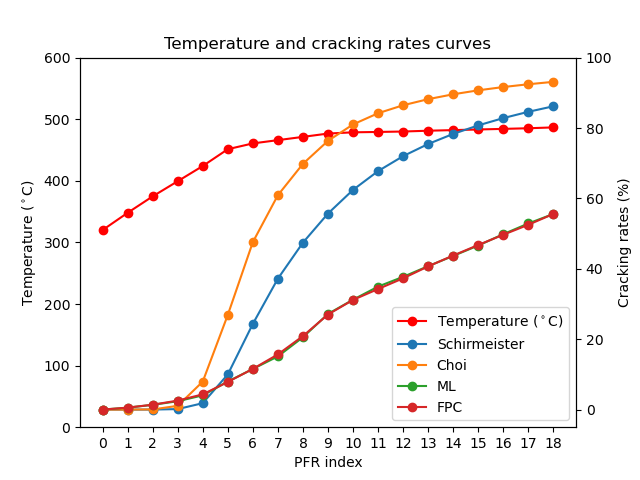 Temperature and cracking rates curves
600
500
400
300
200
100
0
Temperature (°C)
100
80
60
40
20
0
Cracking rates (%)
Temperature (°C)
Schirmeister
Choi
ML
FPC
0 1 2 3 4 5 6 7 8 9 10 11 12 13 14 15 16 17 18
PFR index